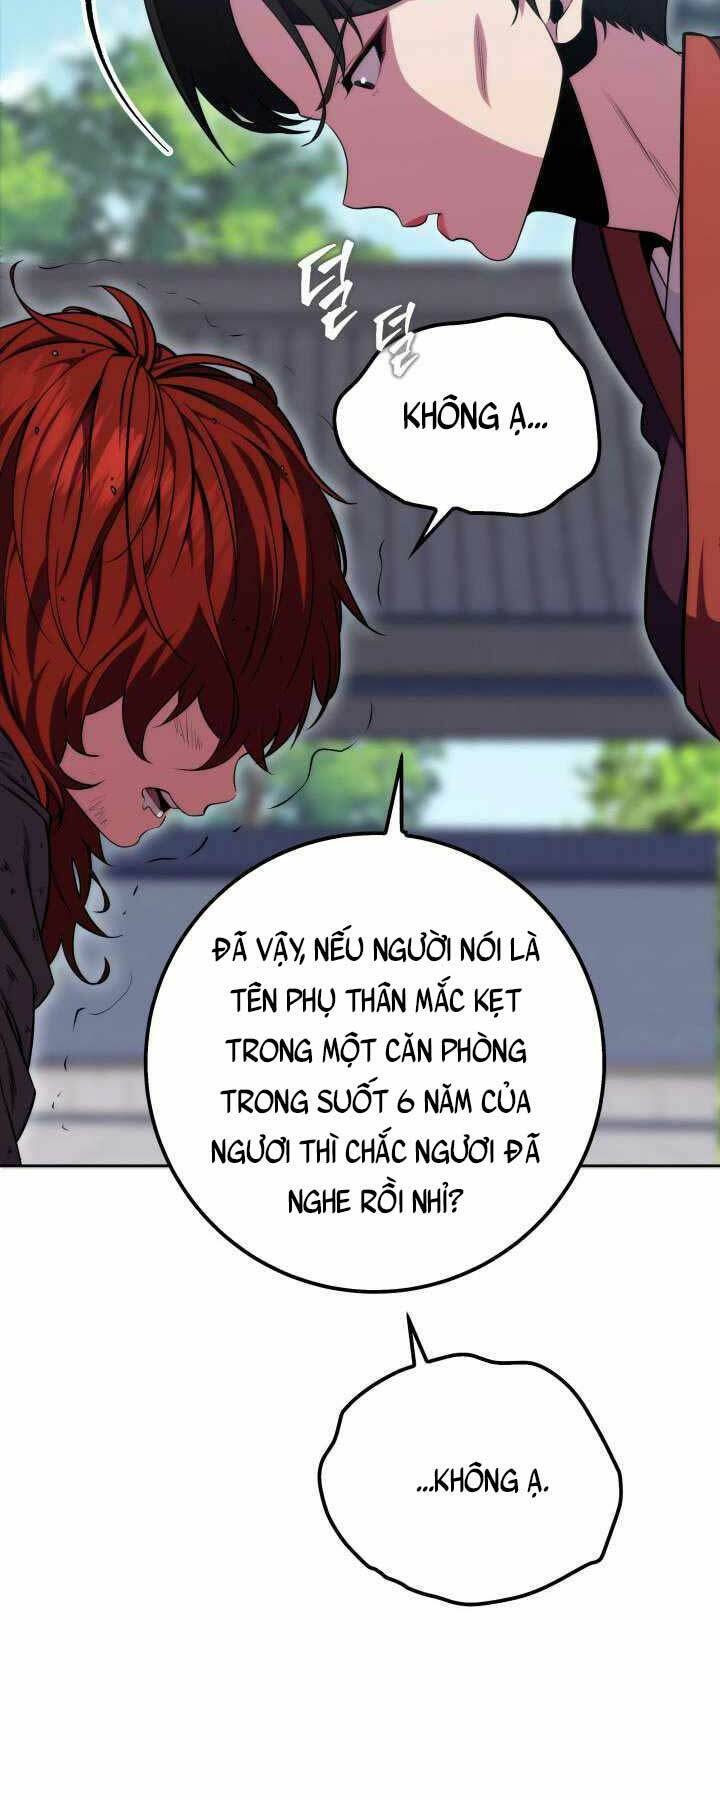 덜
덜
KHÔNG Ạ...
ĐÃ VẬY, NẾU NGƯỜI NÓI LÀ
TÊN PHỤ THÂN MẮC KẸT
TRONG MỘT CĂN PHÒNG
TRONG SUỐT 6 NĂM CỦA
NGƯƠI THÌ CHẮC NGƯƠI ĐÃ
NGHE RỒI NHỈ?
...KHÔNG Ạ.